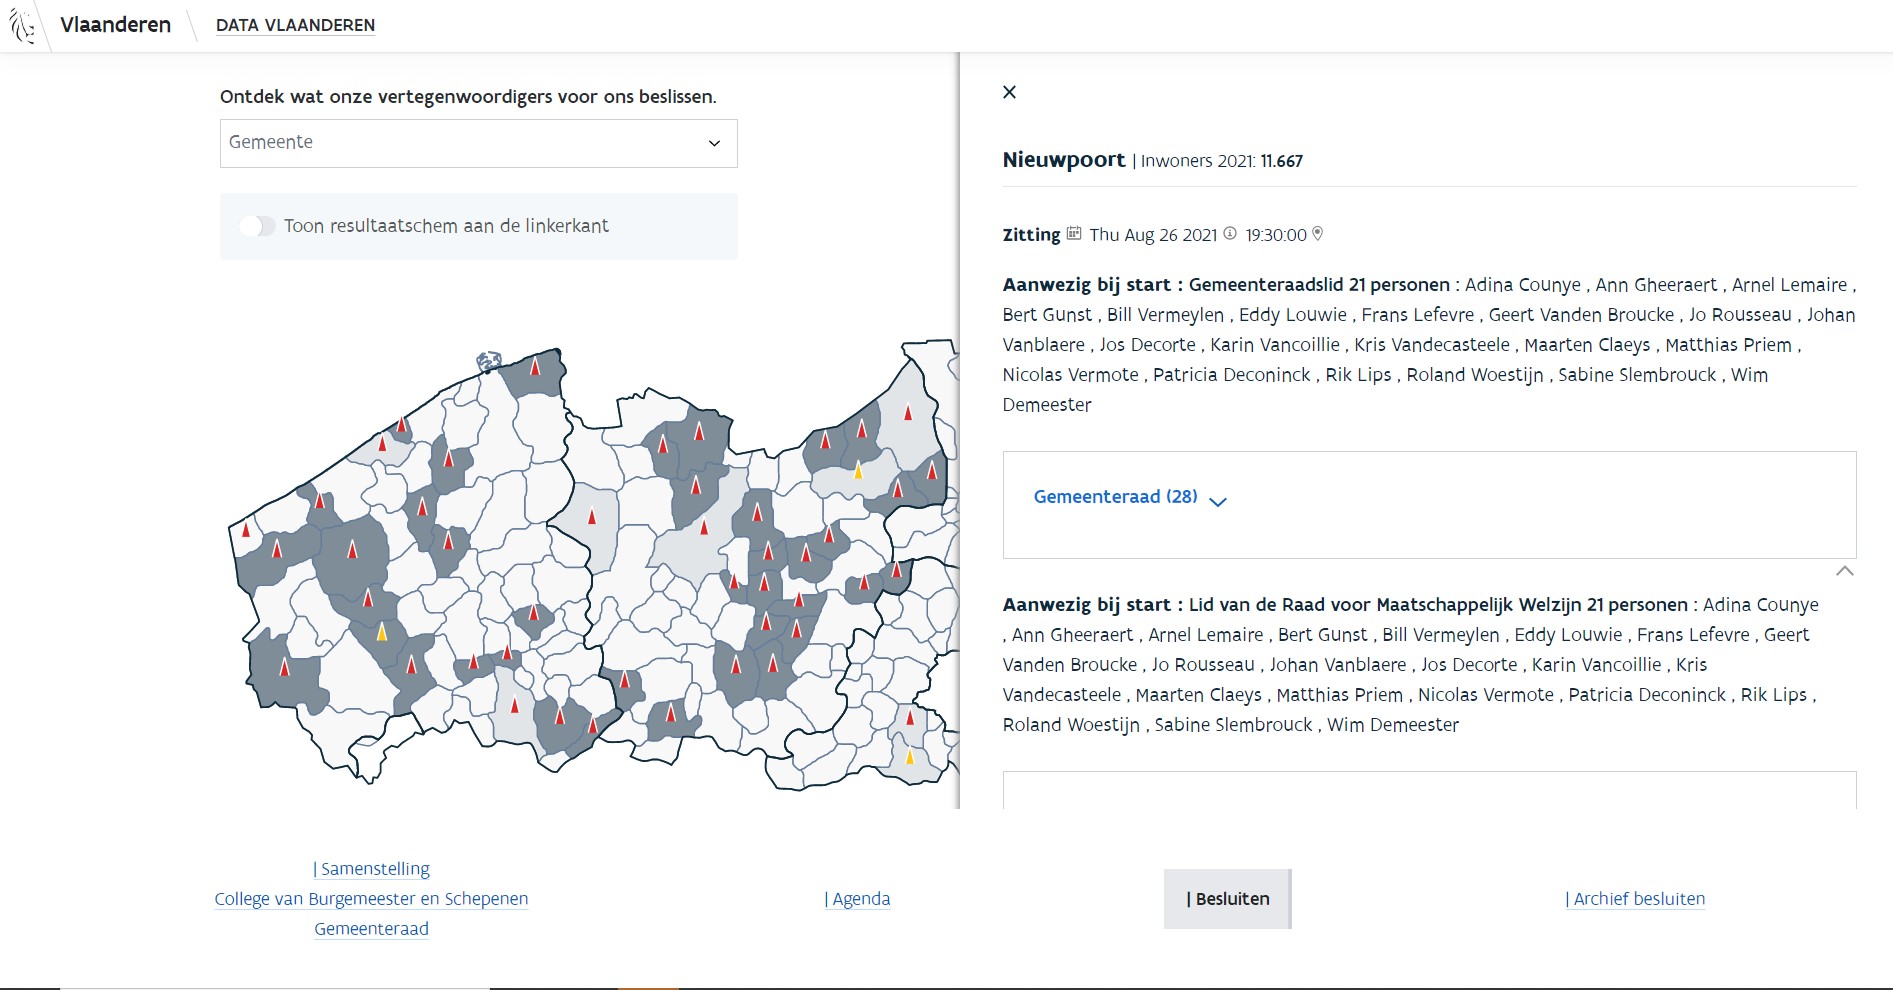 Vlaanderen
DATA VLAANDEREN
Ontdek wat onze vertegenwoordigers voor ons beslissen.
Gemeente
Toon resultaatschem aan de linkerkant
Nieuwpoort | Inwoners 2021: 11.667
Zitting Thu Aug 26 2021 19:30:00
Aanwezig bij start : Gemeenteraadslid 21 personen : Adina Counye , Ann Gheeraert , Arnel Lemaire ,
Bert Gunst , Bill Vermeylen , Eddy Louwie , Frans Lefevre , Geert Vanden Broucke , Jo Rousseau , Johan
Vanblaere , Jos Decorte , Karin Vancoillie , Kris Vandecasteele , Maarten Claeys , Matthias Priem ,
Nicolas Vermote , Patricia Deconinck , Rik Lips , Roland Woestijn , Sabine Slembrouck , Wim
Demeester
Gemeenteraad (28)
Aanwezig bij start : Lid van de Raad voor Maatschappelijk Welzijn 21 personen : Adina Counye
, Ann Gheeraert , Arnel Lemaire , Bert Gunst , Bill Vermeylen , Eddy Louwie , Frans Lefevre , Geert
Vanden Broucke , Jo Rousseau , Johan Vanblaere , Jos Decorte , Karin Vancoillie , Kris
Vandecasteele , Maarten Claeys , Matthias Priem , Nicolas Vermote , Patricia Deconinck , Rik Lips ,
Roland Woestijn , Sabine Slembrouck , Wim Demeester
| Samenstelling
College van Burgemeester en Schepenen
Gemeenteraad
| Agenda
| Besluiten
| Archief besluiten